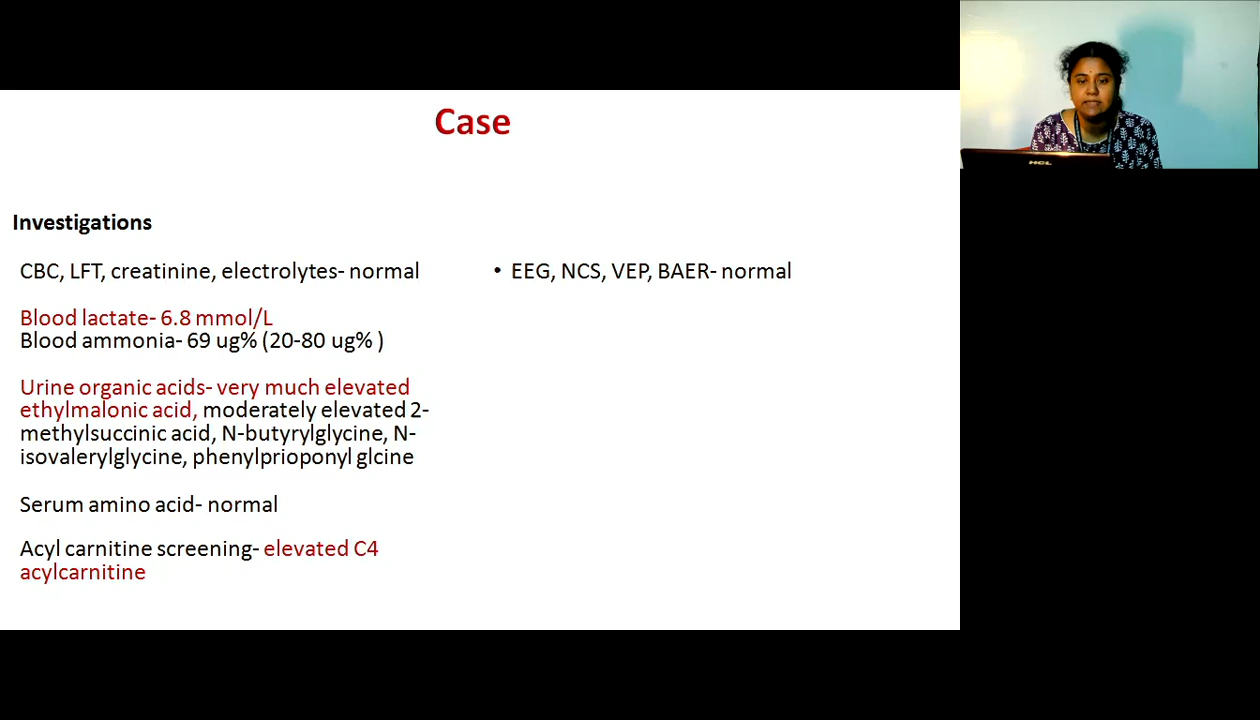 Case
Investigations
CBC, LFT, creatinine, electrolytes- normal
Blood lactate- 6.8 mmol/L
Blood ammonia- 69 ug% (20-80 ug% )
Urine organic acids- very much elevated
ethylmalonic acid, moderately elevated 2-
methylsuccinic acid, N-butyrylglycine, N-
isovalerylglycine, phenylprioponyl glcine
Serum amino acid- normal
Acyl carnitine screening- elevated C4
acylcarnitine
• EEG, NCS, VEP, BAER- normal
HCL